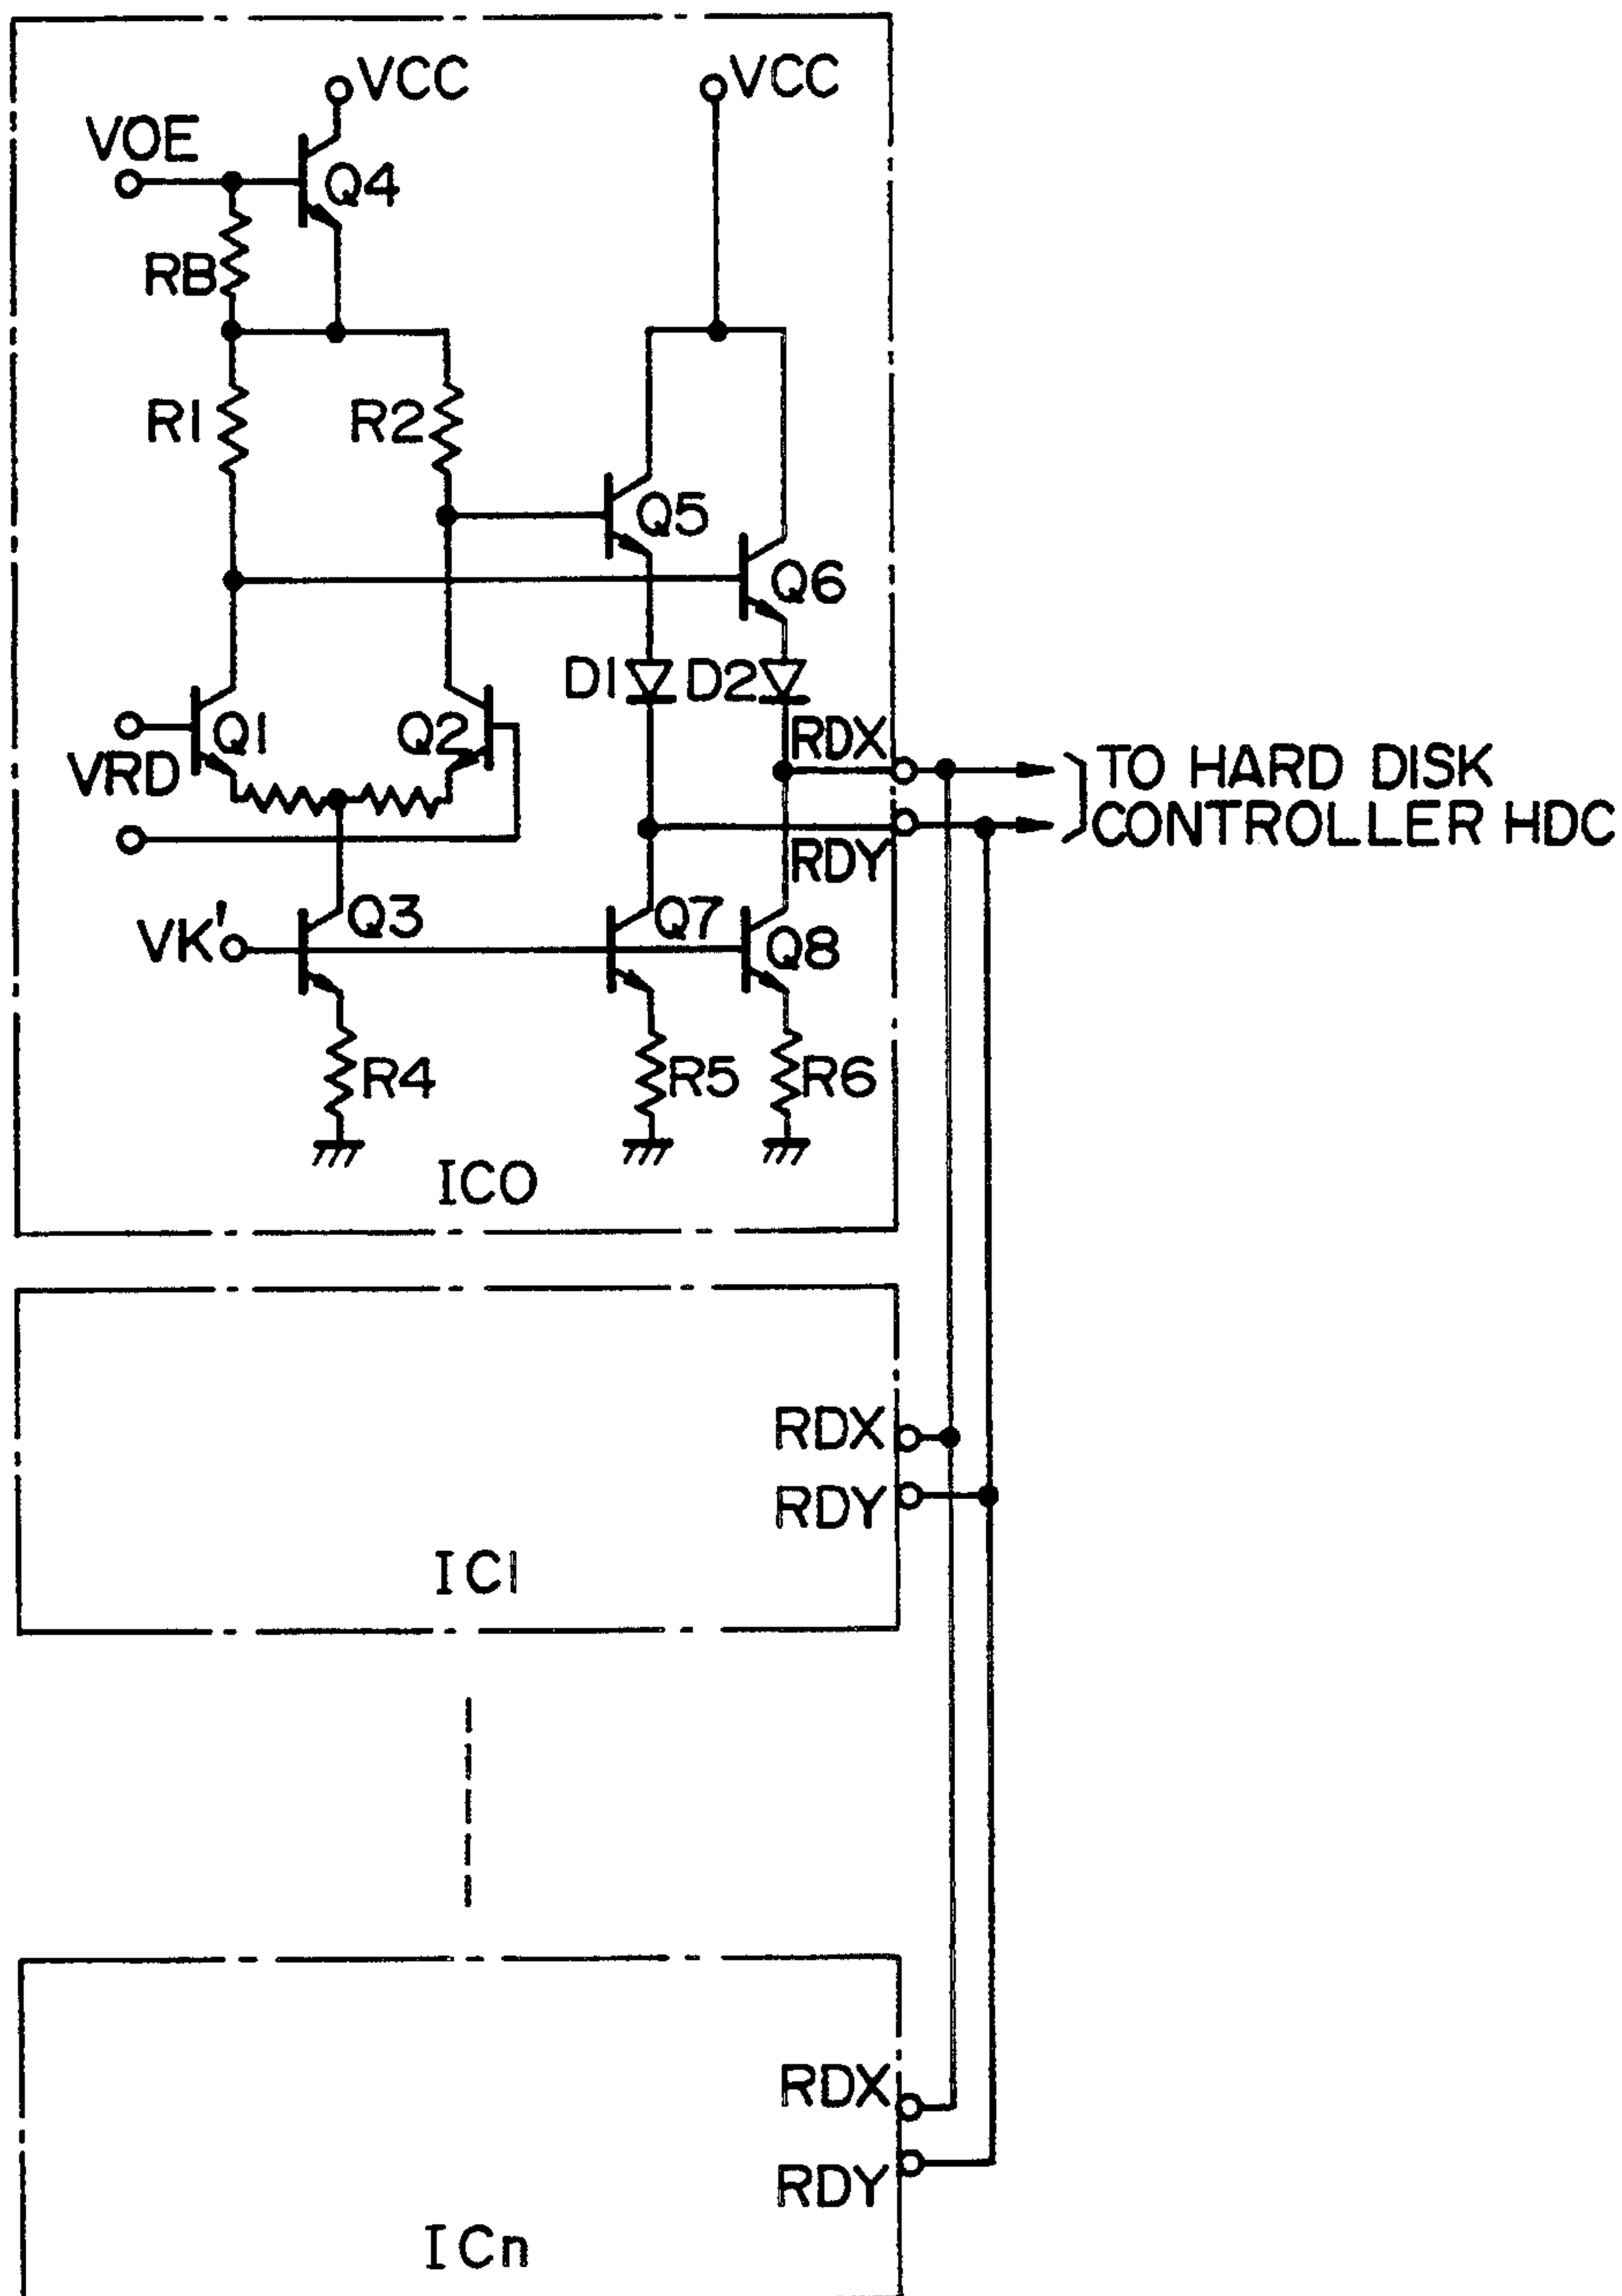 VCC
VCC
VOE
Q4
RB
R1
R2
Q5
Q6
D1
D2
Q1
Q2
RDX
VRD
TO HARD DISK
CONTROLLER HDC
RDY
VK'
Q3
Q7
Q8
R4
R5
R6
IC0
RDX
RDY
IC1
RDX
RDY
ICn